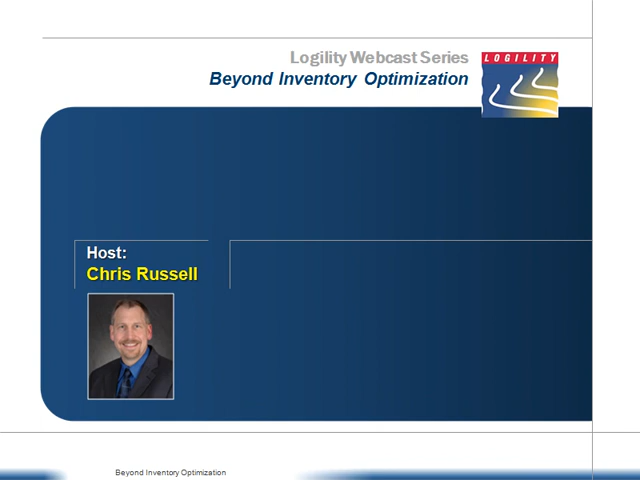 Logility Webcast Series
Beyond Inventory Optimization
LOGILITY
Host:
Chris Russell
Beyond Inventory Optimization